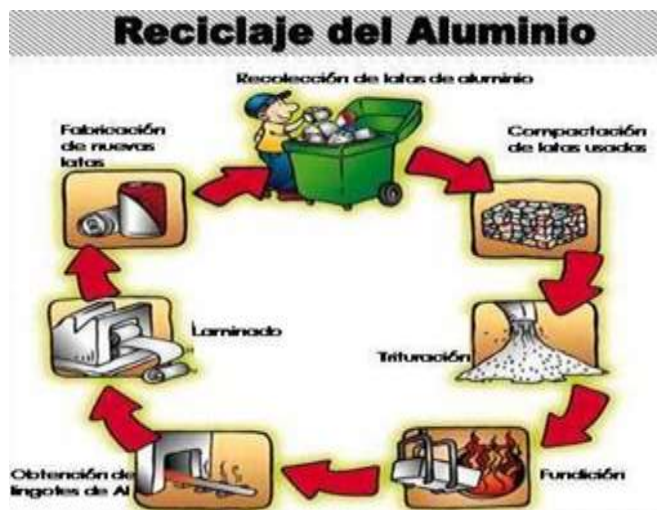 Reciclaje del Aluminio
Recolección de latas de aluminio
Compactación
de latas usadas
Trituración
Fundición
Obtención de
lingotes de Al
Laminado
Fabricación
de nuevas
latas